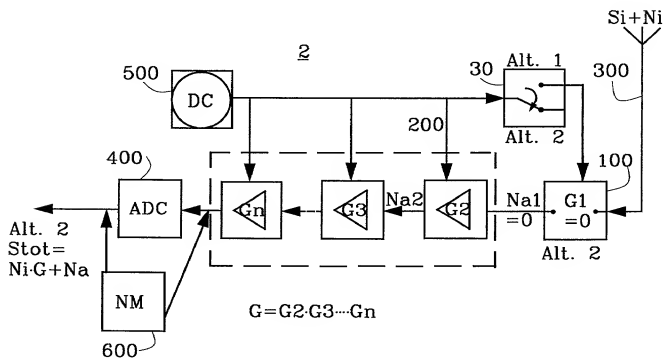 Si+Ni
2
500
DC
30
Alt. 1
Alt. 2
300
200
400
100
ADC
Gn
G3
Na2
G2
Na1
=0
G1
=0
Alt. 2
Alt. 2
Stot=
Ni·G+Na
NM
600
G=G2·G3····Gn